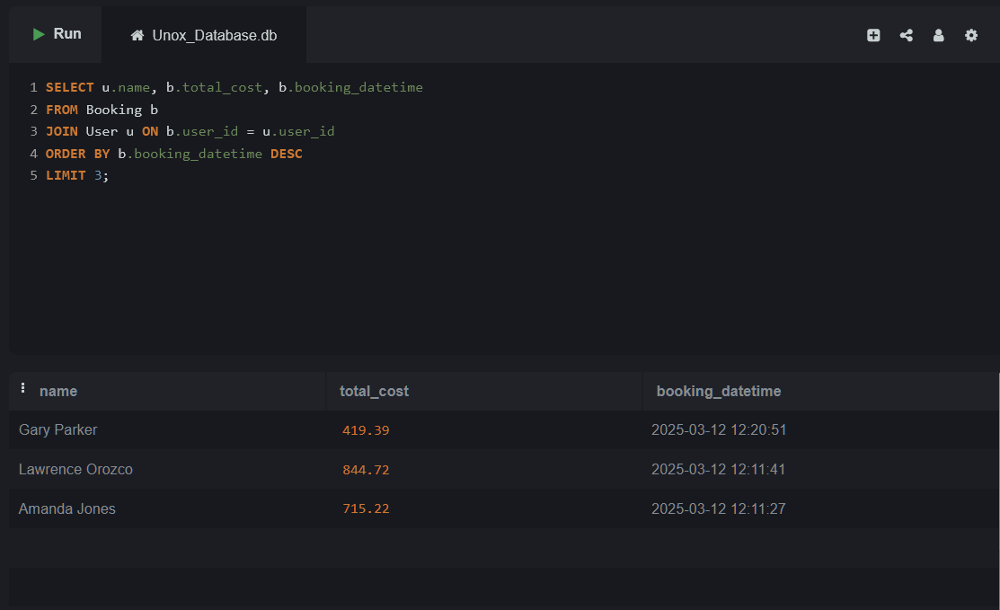 Run Unox_Database.db
1 SELECT u.name, b.total_cost, b.booking_datetime
2 FROM Booking b
3 JOIN User u ON b.user_id = u.user_id
4 ORDER BY b.booking_datetime DESC
5 LIMIT 3;
name total_cost booking_datetime
Gary Parker 419.39 2025-03-12 12:20:51
Lawrence Orozco 844.72 2025-03-12 12:11:41
Amanda Jones 715.22 2025-03-12 12:11:27